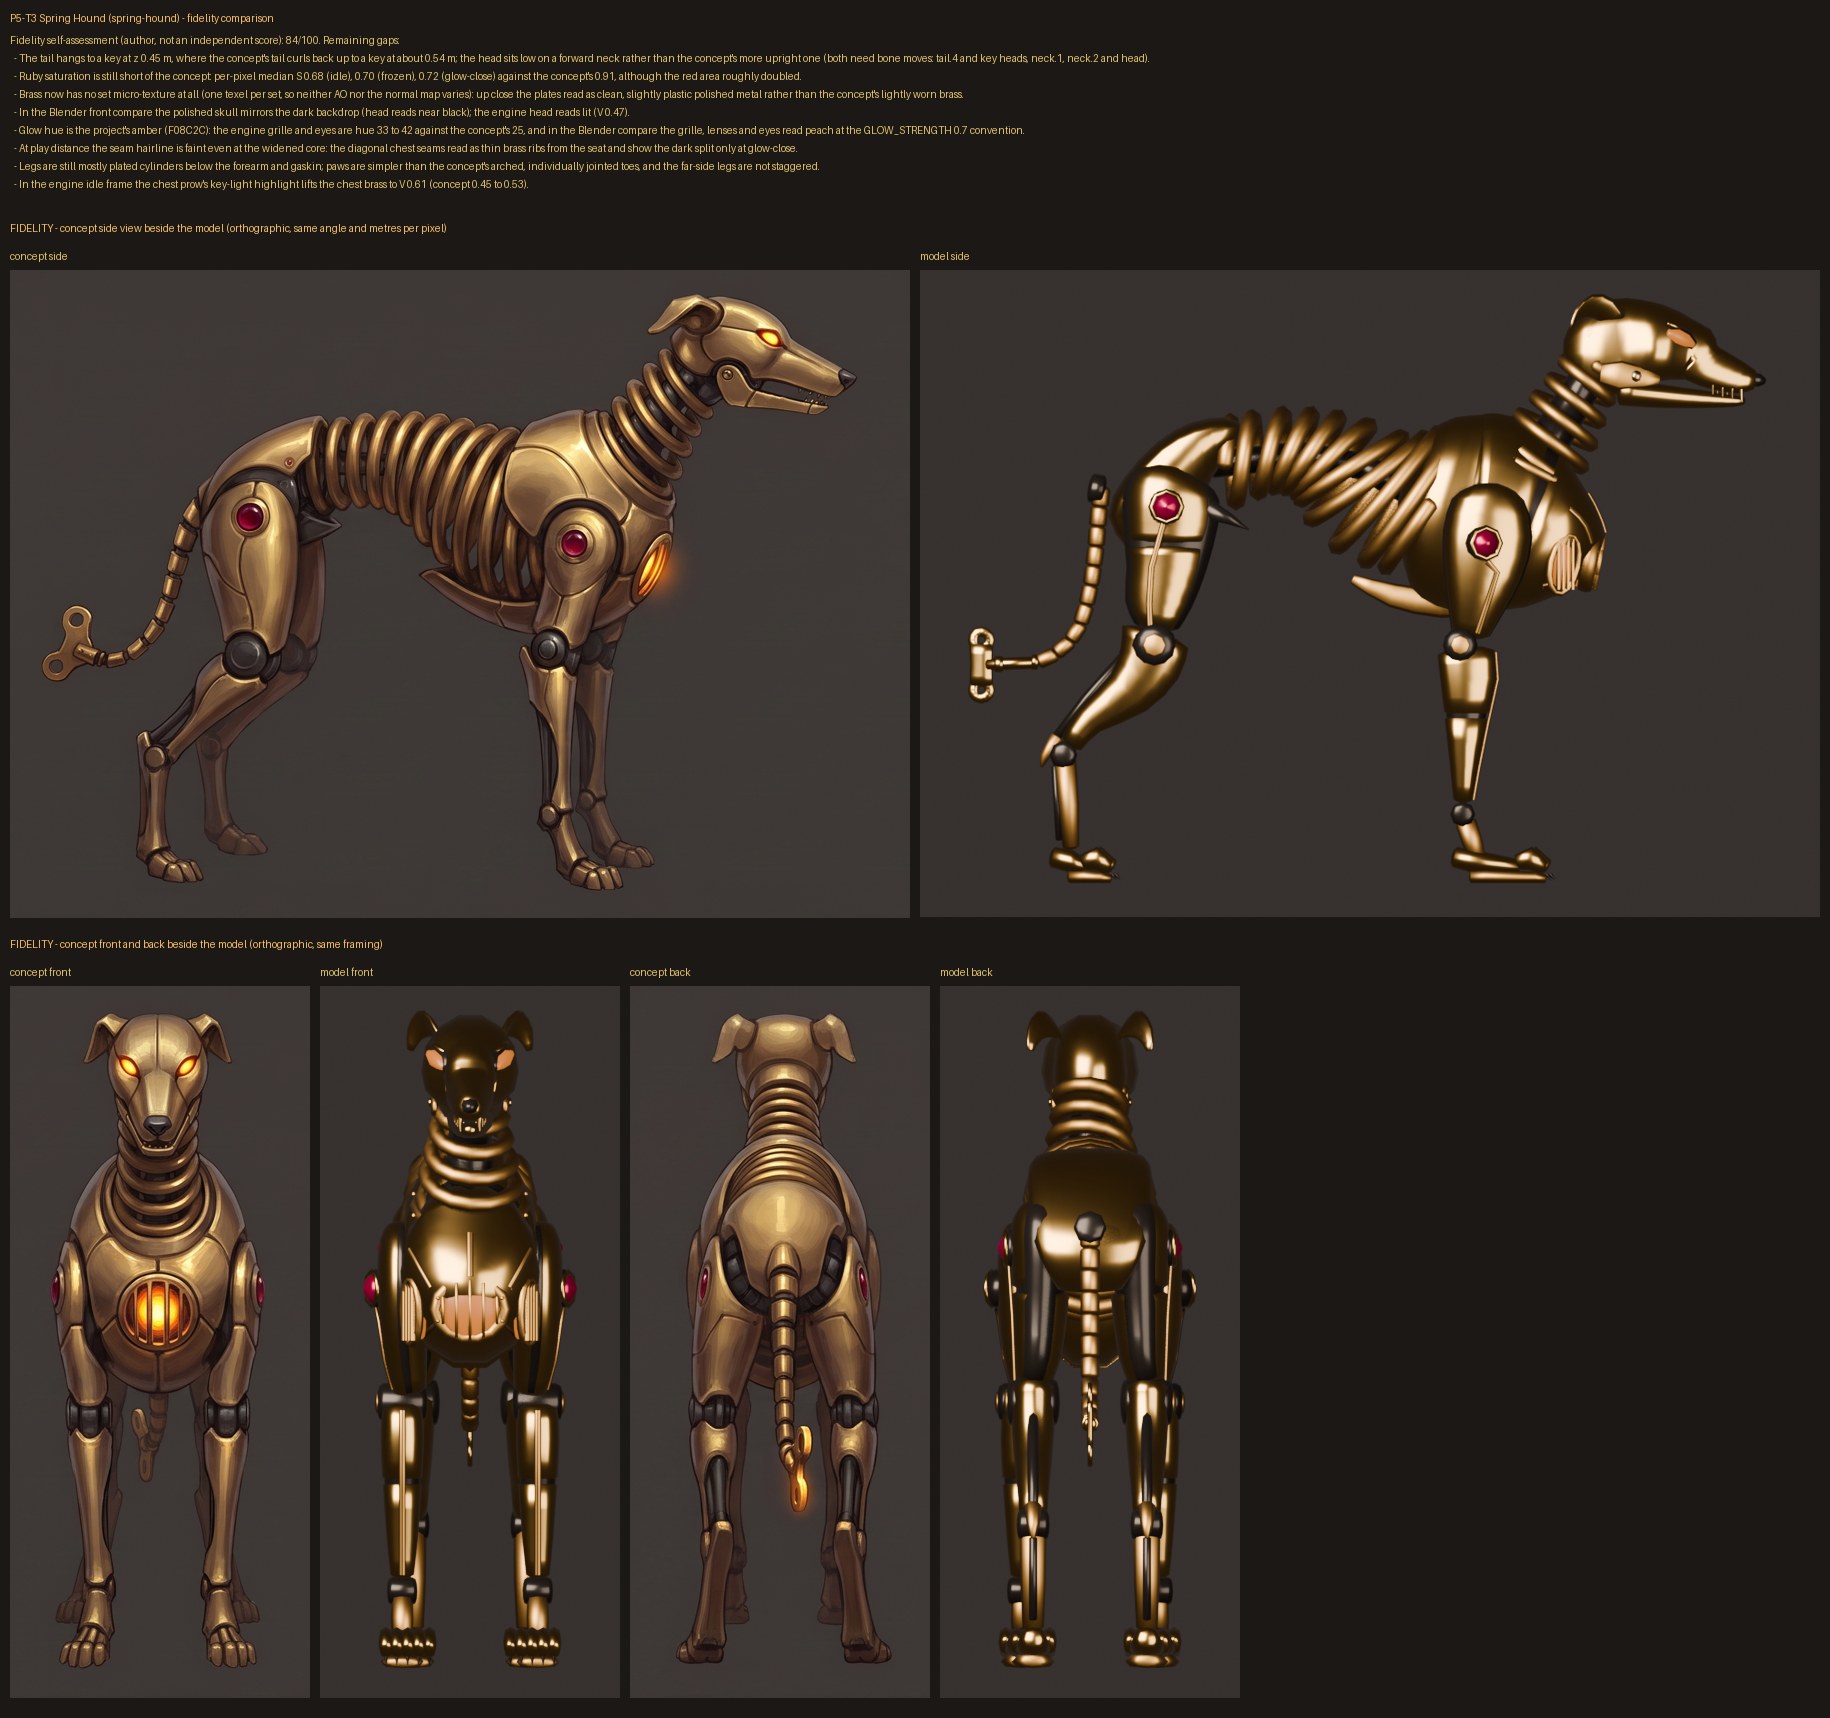 P5-T3 Spring Hound (spring-hound) - fidelity comparison
Fidelity self-assessment (author, not an independent score): 84/100. Remaining gaps:
- The tail hangs to a key at z 0.45 m, where the concept's tail curls back up to a key at about 0.54 m; the head sits low on a forward neck rather than the concept's more upright one (both need bone moves: tail.4 and key heads, neck.1, neck.2 and head).
- Ruby saturation is still short of the concept: per-pixel median S 0.68 (idle), 0.70 (frozen), 0.72 (glow-close) against the concept's 0.91, although the red area roughly doubled.
- Brass now has no set micro-texture at all (one texel per set, so neither AO nor the normal map varies): up close the plates read as clean, slightly plastic polished metal rather than the concept's lightly worn brass.
- In the Blender front compare the polished skull mirrors the dark backdrop (head reads near black); the engine head reads lit (V 0.47).
- Glow hue is the project's amber (F08C2C): the engine grille and eyes are hue 33 to 42 against the concept's 25, and in the Blender compare the grille, lenses and eyes read peach at the GLOW_STRENGTH 0.7 convention.
- At play distance the seam hairline is faint even at the widened core: the diagonal chest seams read as thin brass ribs from the seat and show the dark split only at glow-close.
- Legs are still mostly plated cylinders below the forearm and gaskin; paws are simpler than the concept's arched, individually jointed toes, and the far-side legs are not staggered.
- In the engine idle frame the chest prow's key-light highlight lifts the chest brass to V 0.61 (concept 0.45 to 0.53).
FIDELITY - concept side view beside the model (orthographic, same angle and metres per pixel)
concept side
model side
FIDELITY - concept front and back beside the model (orthographic, same framing)
concept front
model front
concept back
model back